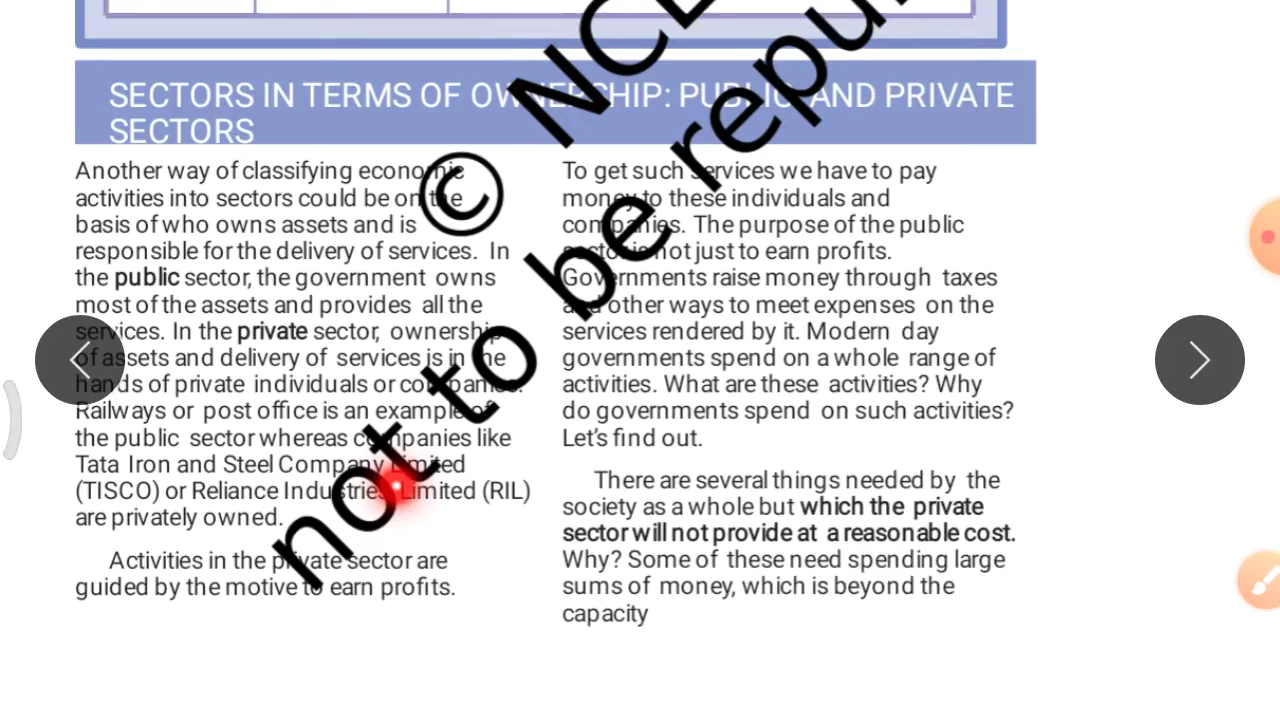 SECTORS IN TERMS OF OWNERSHIP: PUBLIC AND PRIVATE
SECTORS
Another way of classifying economic
activities into sectors could be on the
basis of who owns assets and is
responsible for the delivery of services. In
the public sector, the government owns
most of the assets and provides all the
services. In the private sector, ownership
of assets and delivery of services is in the
hands of private individuals or companies.
Railways or post office is an example of
the public sector whereas companies like
Tata Iron and Steel Company Limited
(TISCO) or Reliance Industries Limited (RIL)
are privately owned.
Activities in the private sector are
guided by the motive to earn profits.
To get such services we have to pay
money to these individuals and
companies. The purpose of the public
sector is not just to earn profits.
Governments raise money through taxes
and other ways to meet expenses on the
services rendered by it. Modern day
governments spend on a whole range of
activities. What are these activities? Why
do governments spend on such activities?
Let's find out.
There are several things needed by the
society as a whole but which the private
sector will not provide at a reasonable cost.
Why? Some of these need spending large
sums of money, which is beyond the
capacity
© NCE
not to be repu